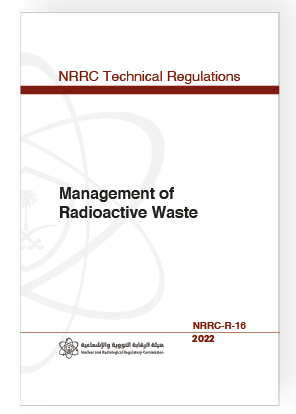 NRRC Technical Regulations
Management of
Radioactive Waste
NRRC-R-16
2022
هيئة الرقابة النووية والإشعاعية
Nuclear and Radiological Regulatory Commission